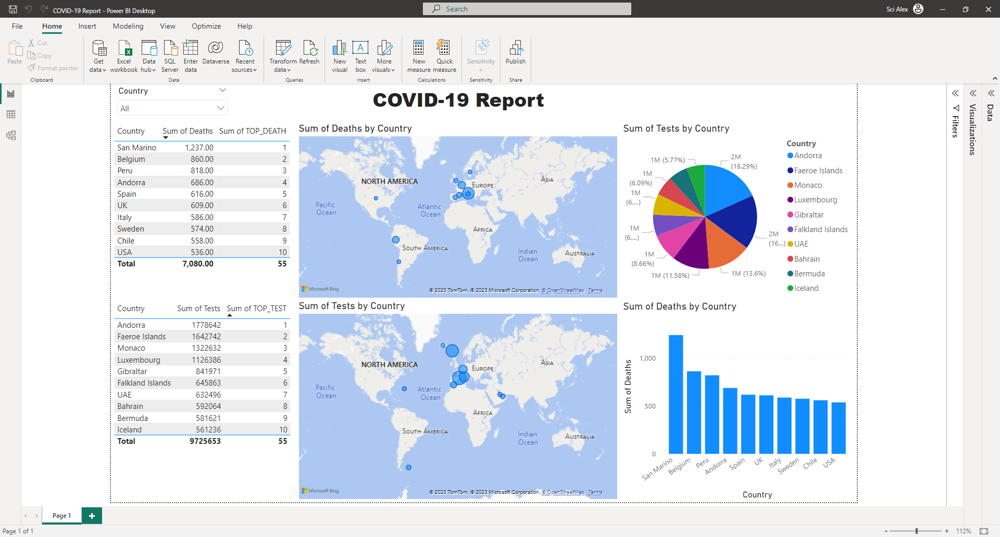 COVID-19 Report - Power BI Desktop
Search
Sci Alex
File Home Insert Modeling View Optimize Help
Paste
Cut
Copy
Format painter
Clipboard
Get data
Excel workbook
Data hub
SQL Server
Enter data
Dataverse
Recent sources
Data
Transform data
Refresh
Queries
New visual
Text box
More visuals
Insert
New measure
Quick measure
Calculations
Sensitivity
Sensitivity
Publish
Share
Country
All
COVID-19 Report
Country Sum of Deaths Sum of TOP_DEATH
San Marino 1,237.00 1
Belgium 860.00 2
Peru 818.00 3
Andorra 686.00 4
Spain 616.00 5
UK 609.00 6
Italy 586.00 7
Sweden 574.00 8
Chile 558.00 9
USA 536.00 10
Total 7,080.00 55
Country Sum of Tests Sum of TOP_TEST
Andorra 1778642 1
Faeroe Islands 1642742 2
Monaco 1322632 3
Luxembourg 1126386 4
Gibraltar 841971 5
Falkland Islands 645863 6
UAE 632496 7
Bahrain 592064 8
Bermuda 581621 9
Iceland 561236 10
Total 9725653 55
Sum of Deaths by Country
NORTH AMERICA
EUROPE
ASIA
Pacific
Ocean
Atlantic
Ocean
AFRICA
SOUTH AMERICA
Indian
Ocean
AUSTRALIA
Microsoft Bing
© 2023 TomTom, © 2023 Microsoft Corporation, © OpenStreetMap Terms
Sum of Tests by Country
NORTH AMERICA
EUROPE
ASIA
Pacific
Ocean
Atlantic
Ocean
AFRICA
SOUTH AMERICA
Indian
Ocean
AUSTRALIA
Microsoft Bing
© 2023 TomTom, © 2023 Microsoft Corporation, © OpenStreetMap Terms
Sum of Tests by Country
2M
(18.29%)
2M
(16...)
1M (13.6%)
1M (11.58%)
1M
(8.66%)
1M
(6....)
1M
(6....)
1M
(6.09%)
1M (5.77%)
Country
Andorra
Faeroe Islands
Monaco
Luxembourg
Gibraltar
Falkland Islands
UAE
Bahrain
Bermuda
Iceland
Sum of Deaths by Country
Sum of Deaths
1,000
500
0
San Marino
Belgium
Peru
Andorra
Spain
UK
Italy
Sweden
Chile
USA
Country
Filters
Visualizations
Data
Page 1
Page 1 of 1
112%